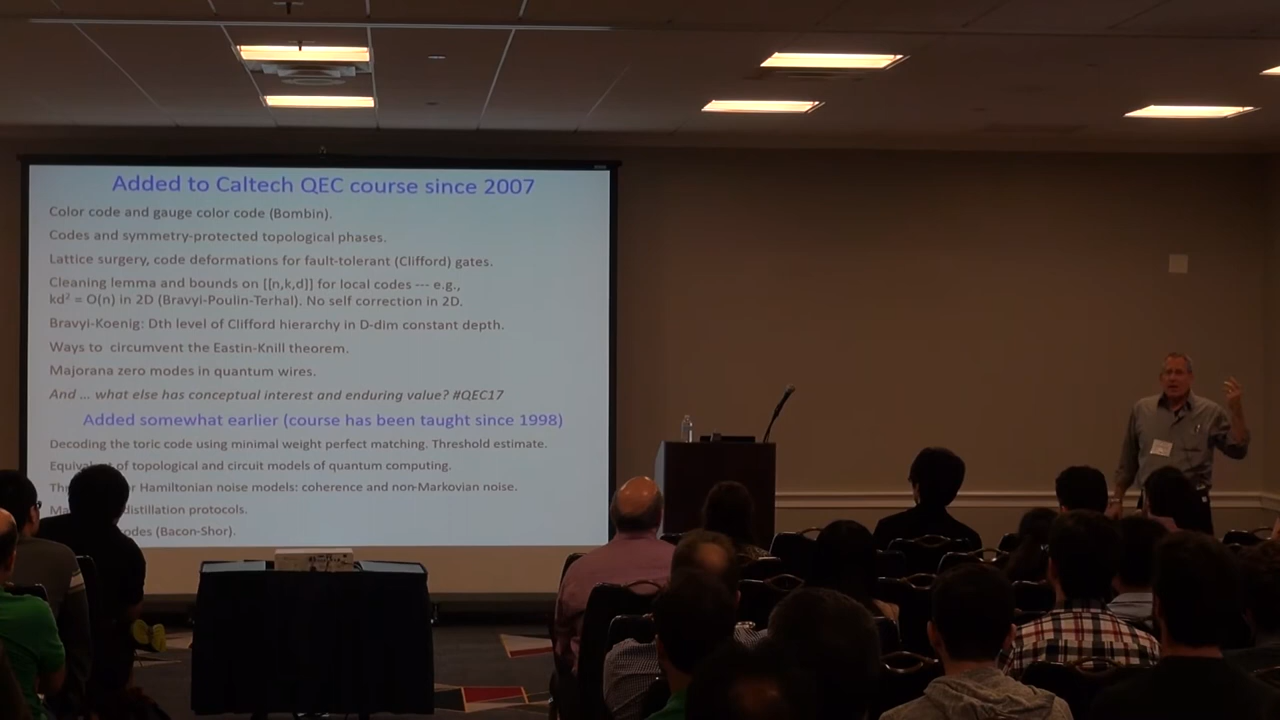 Added to Caltech QEC course since 2007
Color code and gauge color code (Bombin).
Codes and symmetry-protected topological phases.
Lattice surgery, code deformations for fault-tolerant (Clifford) gates.
Cleaning lemma and bounds on [[n,k,d]] for local codes --- e.g.,
kd² = O(n) in 2D (Bravyi-Poulin-Terhal). No self correction in 2D.
Bravyi-Koenig: Dth level of Clifford hierarchy in D-dim constant depth.
Ways to circumvent the Eastin-Knill theorem.
Majorana zero modes in quantum wires.
And ... what else has conceptual interest and enduring value? #QEC17
Added somewhat earlier (course has been taught since 1998)
Decoding the toric code using minimal weight perfect matching. Threshold estimate.
of topological and circuit models of quantum computing.
Hamiltonian noise models: coherence and non-Markovian noise.
distillation protocols.
(Bacon-Shor).